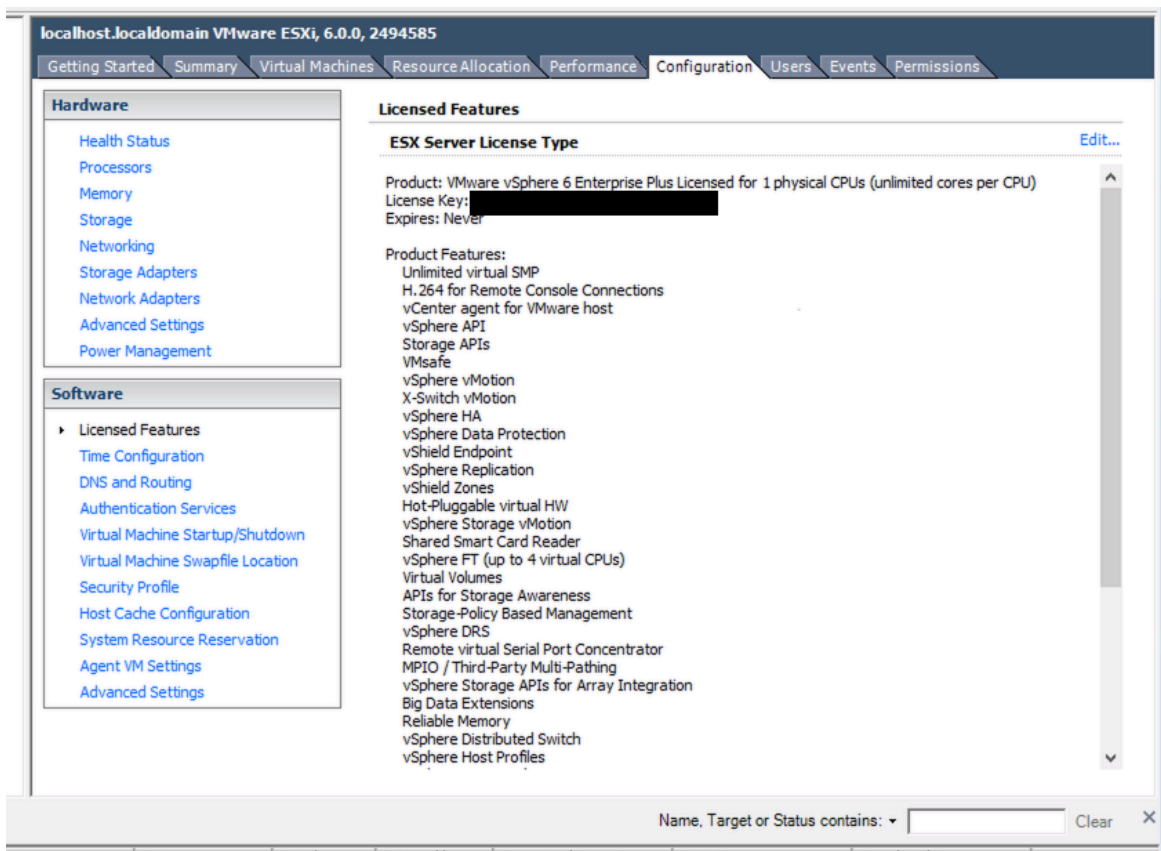 localhost.localdomain VMware ESXi, 6.0.0, 2494585
Getting Started Summary Virtual Machines Resource Allocation Performance Configuration Users Events Permissions
Hardware
Health Status
Processors
Memory
Storage
Networking
Storage Adapters
Network Adapters
Advanced Settings
Power Management
Software
Licensed Features
Time Configuration
DNS and Routing
Authentication Services
Virtual Machine Startup/Shutdown
Virtual Machine Swapfile Location
Security Profile
Host Cache Configuration
System Resource Reservation
Agent VM Settings
Advanced Settings
Licensed Features
ESX Server License Type Edit...
Product: VMware vSphere 6 Enterprise Plus Licensed for 1 physical CPUs (unlimited cores per CPU)
License Key:
Expires: Never
Product Features:
Unlimited virtual SMP
H.264 for Remote Console Connections
vCenter agent for VMware host
vSphere API
Storage APIs
VMsafe
vSphere vMotion
X-Switch vMotion
vSphere HA
vSphere Data Protection
vShield Endpoint
vSphere Replication
vShield Zones
Hot-Pluggable virtual HW
vSphere Storage vMotion
Shared Smart Card Reader
vSphere FT (up to 4 virtual CPUs)
Virtual Volumes
APIs for Storage Awareness
Storage-Policy Based Management
vSphere DRS
Remote virtual Serial Port Concentrator
MPIO / Third-Party Multi-Pathing
vSphere Storage APIs for Array Integration
Big Data Extensions
Reliable Memory
vSphere Distributed Switch
vSphere Host Profiles
Name, Target or Status contains: Clear